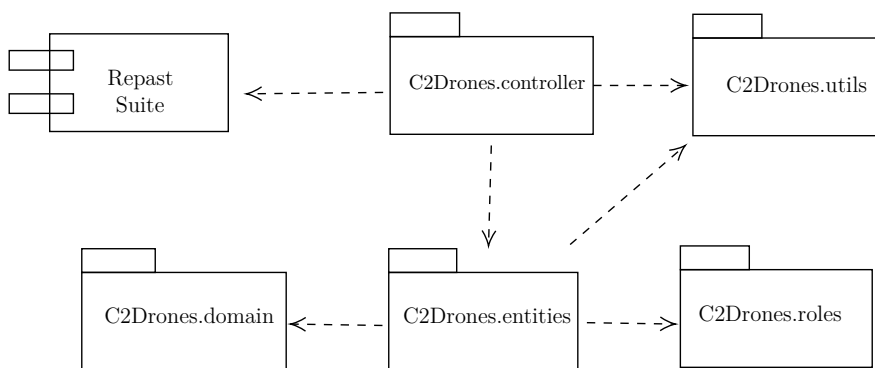 Repast
Suite
C2Drones.controller
C2Drones.utils
C2Drones.domain
C2Drones.entities
C2Drones.roles